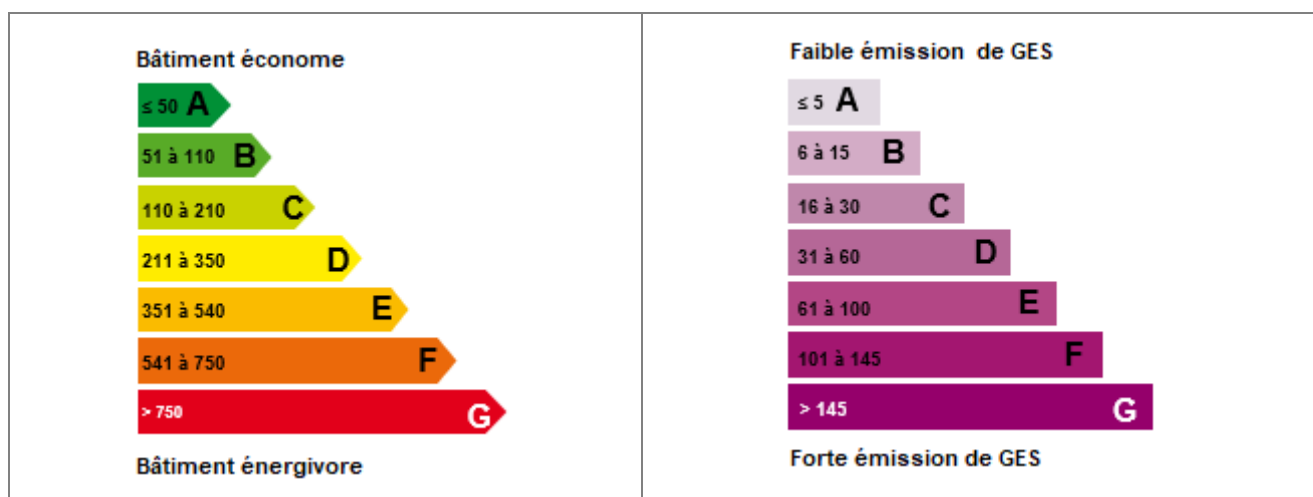 Bâtiment économe
≤ 50 A
51 à 110 B
110 à 210 C
211 à 350 D
351 à 540 E
541 à 750 F
> 750 G
Bâtiment énergivore
Faible émission de GES
≤ 5 A
6 à 15 B
16 à 30 C
31 à 60 D
61 à 100 E
101 à 145 F
> 145 G
Forte émission de GES